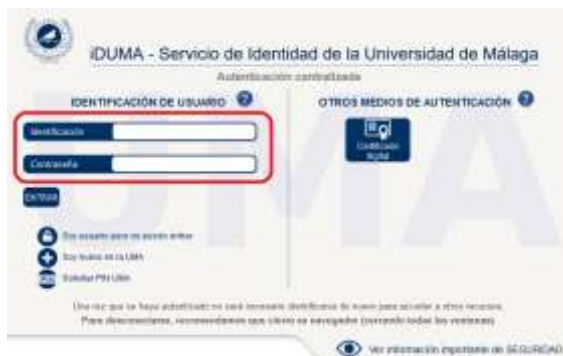 iDUMA - Servicio de Identidad de la Universidad de Málaga
Autenticación centralizada
IDENTIFICACIÓN DE USUARIO ?
OTROS MEDIOS DE AUTENTICACIÓN ?
Identificación
Contraseña
Certificado
digital
ENTRAR
Soy usuario pero no puedo entrar
Soy nuevo en la UMA
Solicitar PIN UMA
Una vez que se haya autenticado no será necesario identificarse de nuevo para acceder a otros recursos
Para desconectarse, recomendamos que cierre su navegador (cerrando todas las ventanas)
Ver información importante de SEGURIDAD
UMA